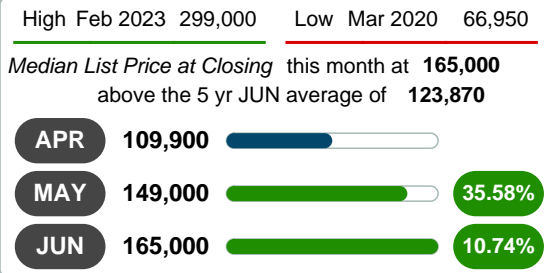 High Feb 2023 299,000 Low Mar 2020 66,950
Median List Price at Closing this month at 165,000
above the 5 yr JUN average of 123,870
APR 109,900
MAY 149,000 35.58%
JUN 165,000 10.74%